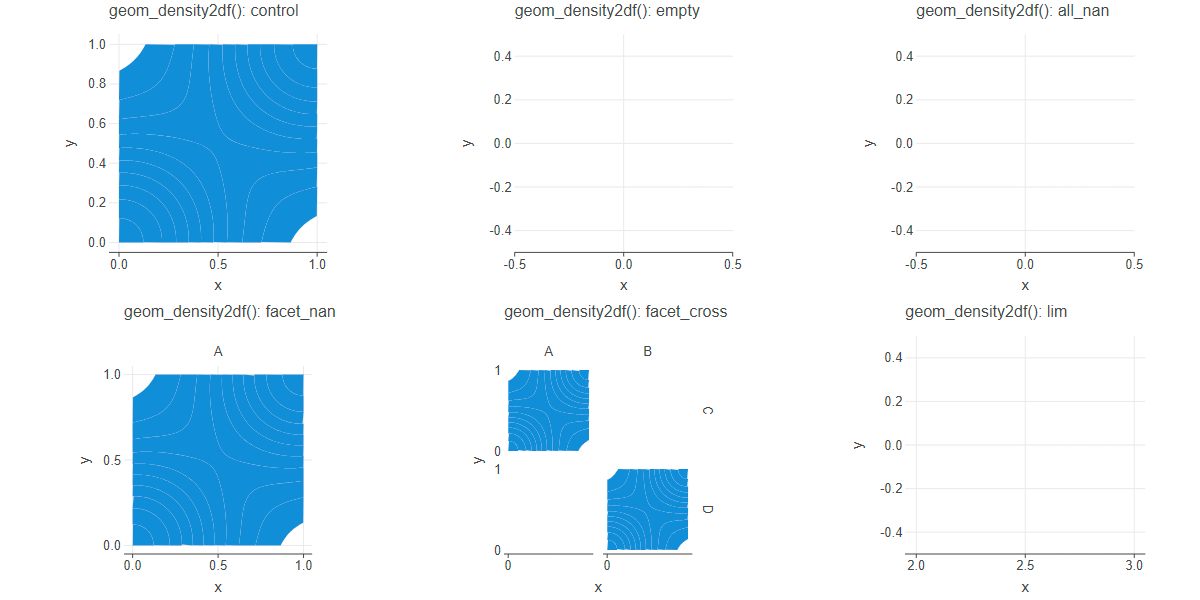 geom_density2df(): control
1.0
0.8
0.6
0.4
0.2
0.0
y
0.0 0.5 1.0
x
geom_density2df(): empty
0.4
0.2
0.0
-0.2
-0.4
y
-0.5 0.0 0.5
x
geom_density2df(): all_nan
0.4
0.2
0.0
-0.2
-0.4
y
-0.5 0.0 0.5
x
geom_density2df(): facet_nan
A
1.0
0.5
0.0
y
0.0 0.5 1.0
x
geom_density2df(): facet_cross
A B
1
0
C
y
1
0
D
0 0
x
geom_density2df(): lim
0.4
0.2
0.0
-0.2
-0.4
y
2.0 2.5 3.0
x